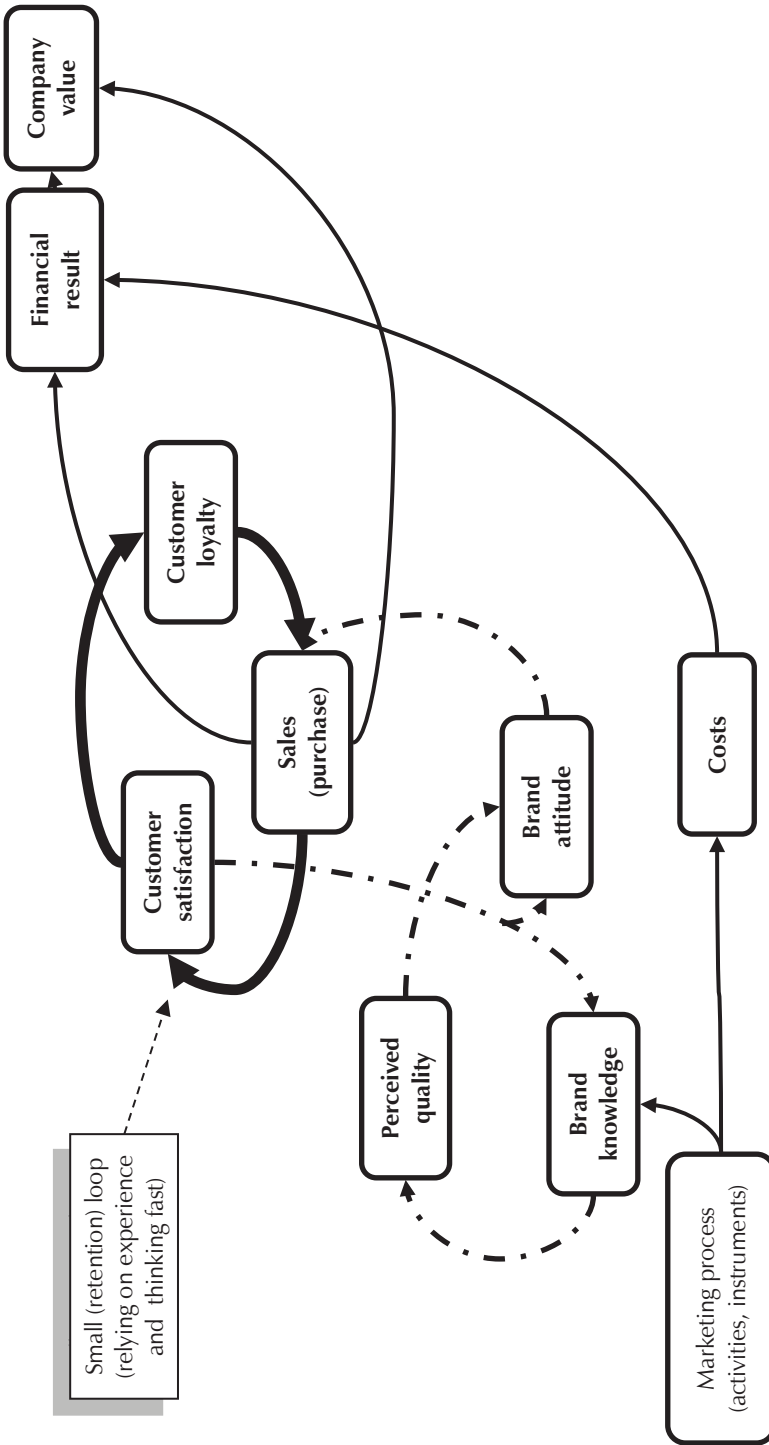 Small (retention) loop
(relying on experience
and thinking fast)
Customer
satisfaction
Customer
loyalty
Sales
(purchase)
Financial
result
Company
value
Perceived
quality
Brand
attitude
Brand
knowledge
Costs
Marketing process
(activities, instruments)